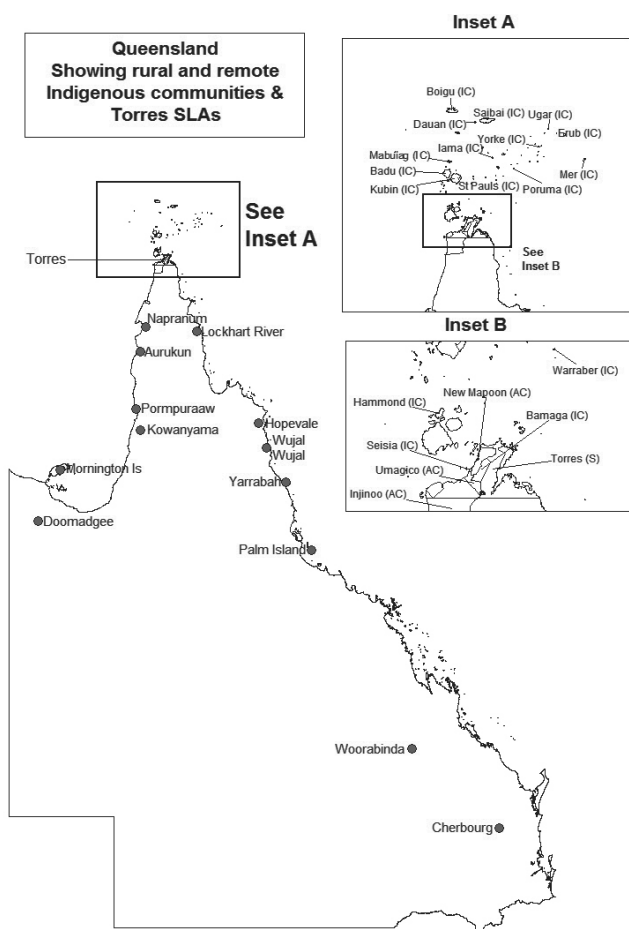 Queensland
Showing rural and remote
Indigenous communities &
Torres SLAs
See
Inset A
Torres
Napranum
Lockhart River
Aurukun
Pormpuraaw
Kowanyama
Hopevale
Wujal
Wujal
Mornington Is
Yarrabah
Doomadgee
Palm Island
Woorabinda
Cherbourg
Inset A
Boigu (IC)
Saibai (IC)
Ugar (IC)
Dauan (IC)
Erub (IC)
Yorke (IC)
Iama (IC)
Mabuiag (IC)
Badu (IC)
Mer (IC)
Kubin (IC)
St Pauls (IC)
Poruma (IC)
See
Inset B
Inset B
Warraber (IC)
New Mapoon (AC)
Hammond (IC)
Bamaga (IC)
Seisia (IC)
Torres (S)
Umagico (AC)
Injinoo (AC)